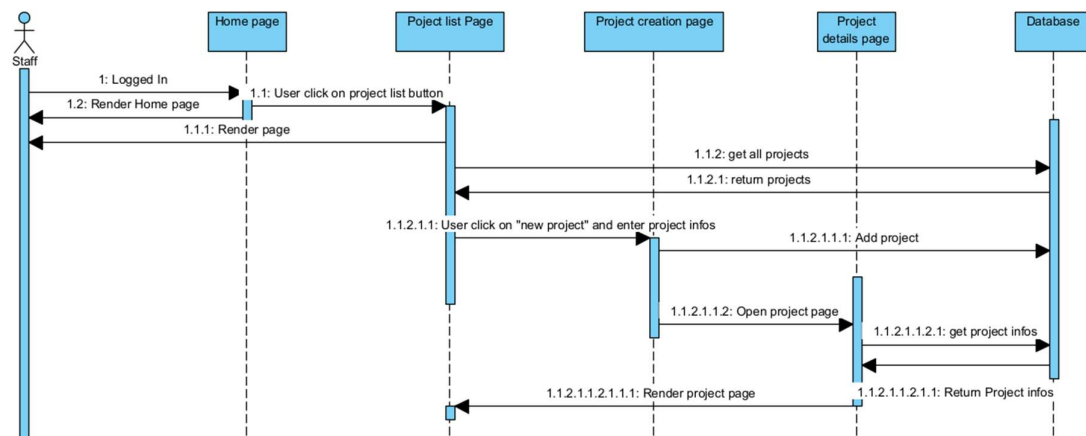 Home page
Poject list Page
Project creation page
Project
details page
Database
Staff
1: Logged In
1.1: User click on project list button
1.2: Render Home page
1.1.1: Render page
1.1.2: get all projects
1.1.2.1: return projects
1.1.2.1.1: User click on "new project" and enter project infos
1.1.2.1.1.1: Add project
1.1.2.1.1.2: Open project page
1.1.2.1.1.2.1: get project infos
1.1.2.1.1.2.1.1: Return Project infos
1.1.2.1.1.2.1.1.1: Render project page